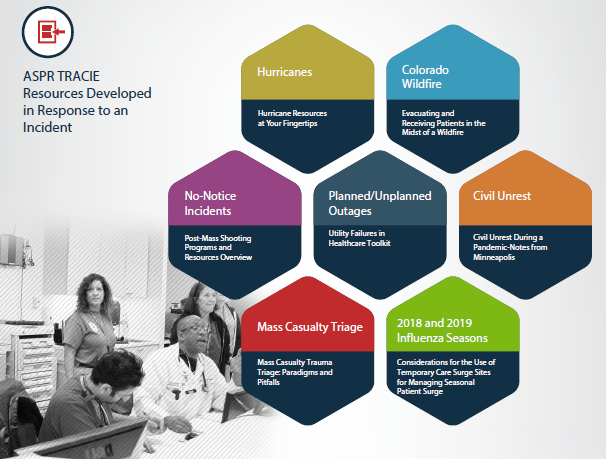 ASPR TRACIE
Resources Developed
in Response to an
Incident
Hurricanes
Hurricane Resources
at Your Fingertips
Colorado
Wildfire
Evacuating and
Receiving Patients in the
Midst of a Wildfire
No-Notice
Incidents
Post-Mass Shooting
Programs and
Resources Overview
Planned/Unplanned
Outages
Utility Failures in
Healthcare Toolkit
Civil Unrest
Civil Unrest During a
Pandemic-Notes from
Minneapolis
Mass Casualty Triage
Mass Casualty Trauma
Triage: Paradigms and
Pitfalls
2018 and 2019
Influenza Seasons
Considerations for the Use of
Temporary Care Surge Sites
for Managing Seasonal
Patient Surge